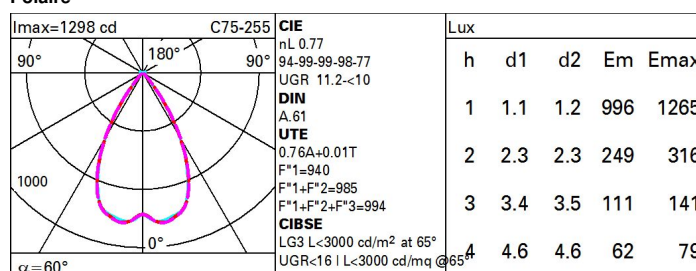 Polaire
Imax=1298 cd C75-255
90° 180° 90°
1000
0°
α=60°
CIE
nL 0.77
94-99-99-98-77
UGR 11.2-<10
DIN
A.61
UTE
0.76A+0.01T
F"1=940
F"1+F"2=985
F"1+F"2+F"3=994
CIBSE
LG3 L<3000 cd/m² at 65°
UGR<16 | L<3000 cd/mq @65°
Lux
h d1 d2 Em Emax
1 1.1 1.2 996 1265
2 2.3 2.3 249 316
3 3.4 3.5 111 141
4 4.6 4.6 62 79